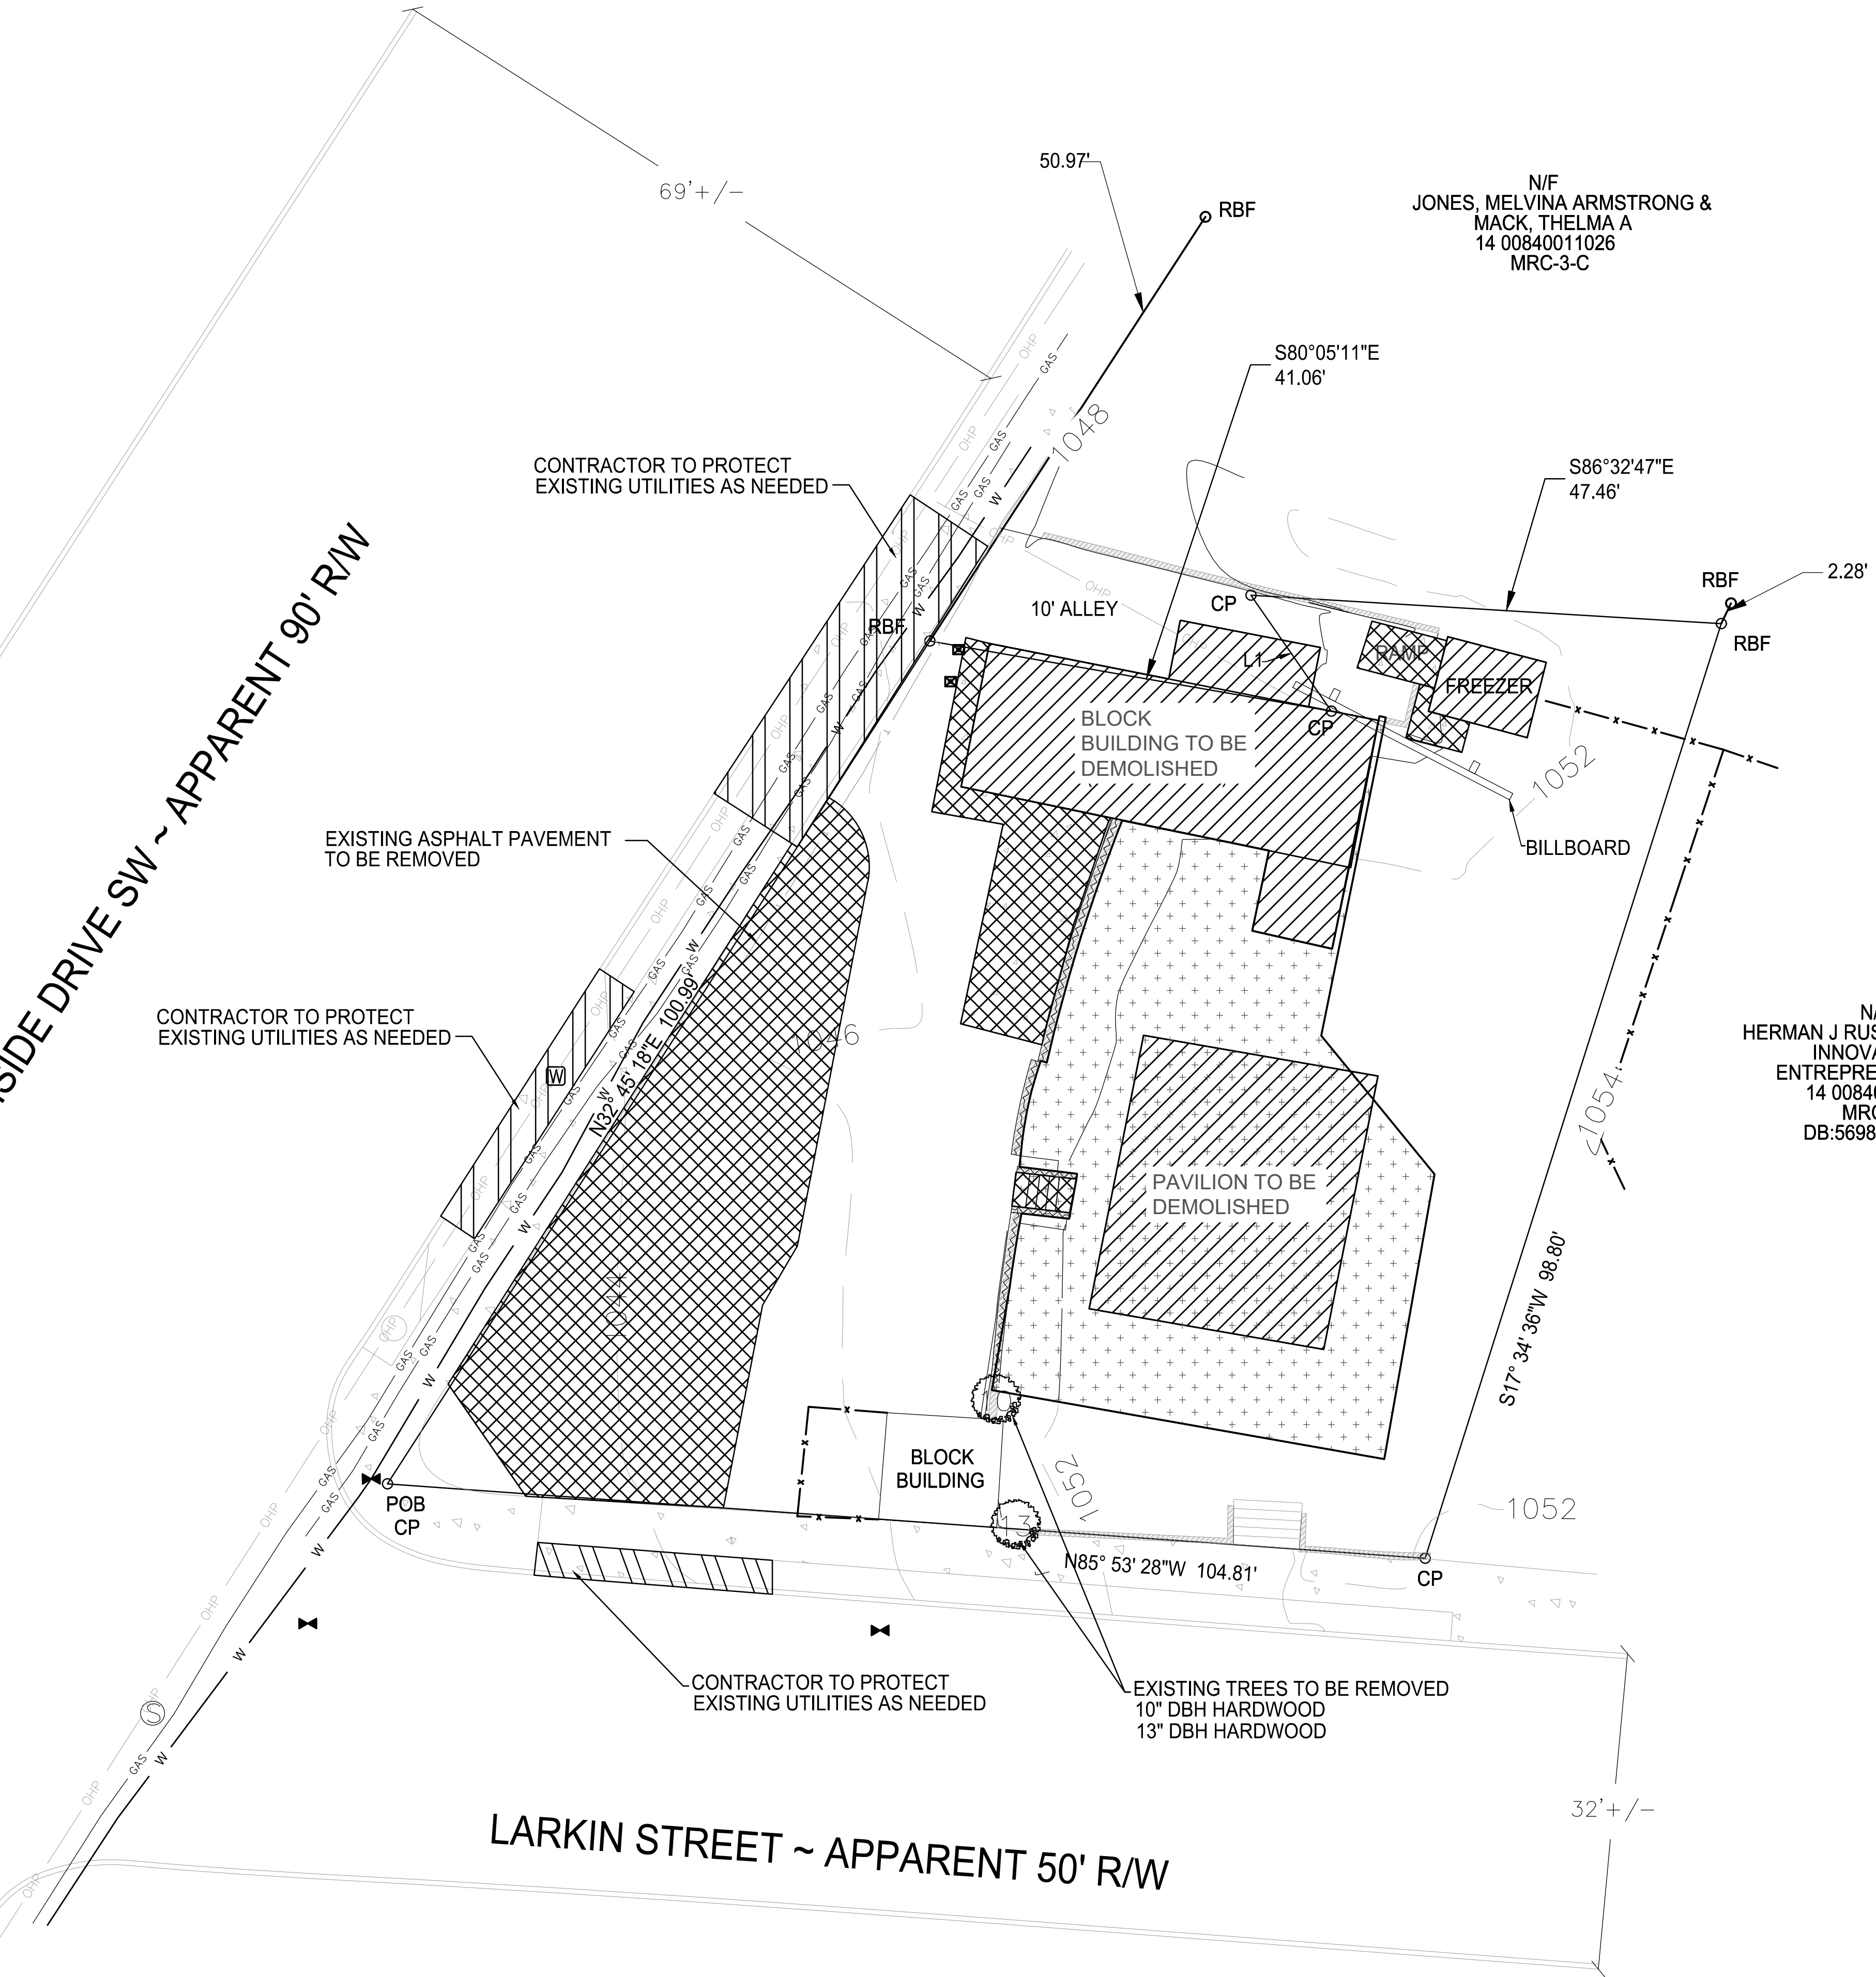 69'+/-
50.97'
RBF
N/F
JONES, MELVINA ARMSTRONG &
MACK, THELMA A
14 00840011026
MRC-3-C
S80°05'11"E
41.06'
S86°32'47"E
47.46'
CONTRACTOR TO PROTECT
EXISTING UTILITIES AS NEEDED
1048
OHP
GAS
W
RBF
2.28'
RBF
CP
10' ALLEY
RBF
L1
RAMP
FREEZER
CP
BLOCK
BUILDING TO BE
DEMOLISHED
1052
BILLBOARD
EXISTING ASPHALT PAVEMENT
TO BE REMOVED
SIDE DRIVE SW ~ APPARENT 90' R/W
CONTRACTOR TO PROTECT
EXISTING UTILITIES AS NEEDED
W
N32° 45' 18"E 100.99'
1046
HERMAN J RUS
INNOVA
ENTREPRE
14 0084
MRC
DB:5698
1054
PAVILION TO BE
DEMOLISHED
1044
S17° 34' 36"W 98.80'
BLOCK
BUILDING
1052
1052
POB
CP
13
N85° 53' 28"W 104.81'
CP
CONTRACTOR TO PROTECT
EXISTING UTILITIES AS NEEDED
EXISTING TREES TO BE REMOVED
10" DBH HARDWOOD
13" DBH HARDWOOD
S
32'+/-
LARKIN STREET ~ APPARENT 50' R/W